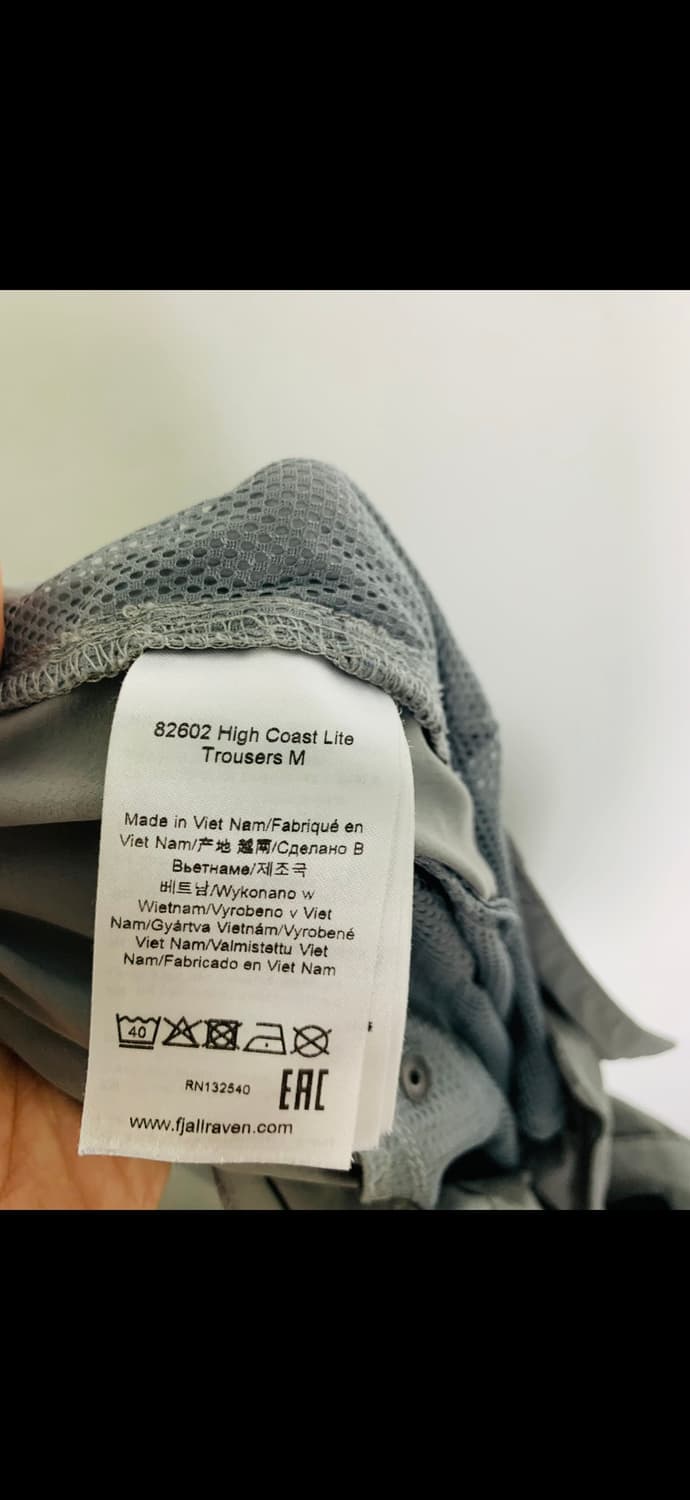 82602 High Coast Lite
Trousers M
Made in Viet Nam/Fabriqué en
Viet Nam/产地 越南/Сделано В
Вьетнаме/제조국
베트남/Wykonano w
Wietnam/Vyrobeno v Viet
Nam/Gyártva Vietnám/Vyrobené
Viet Nam/Valmistettu Viet
Nam/Fabricado en Viet Nam
40
RN132540
EAC
www.fjallraven.com